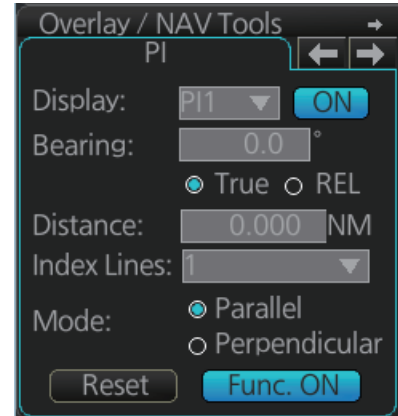 Overlay / NAV Tools
PI
Display: PI1 ON
Bearing: 0.0 °
True REL
Distance: 0.000 NM
Index Lines: 1
Mode: Parallel
Perpendicular
Reset Func. ON